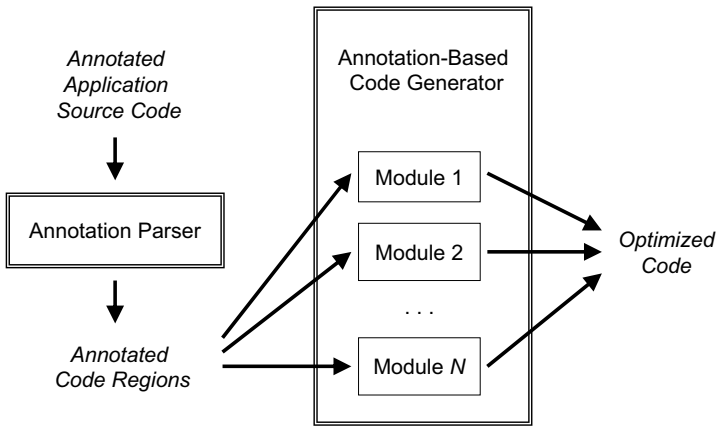 Annotated
Application
Source Code
Annotation Parser
Annotated
Code Regions
Annotation-Based
Code Generator
Module 1
Module 2
. . .
Module N
Optimized
Code